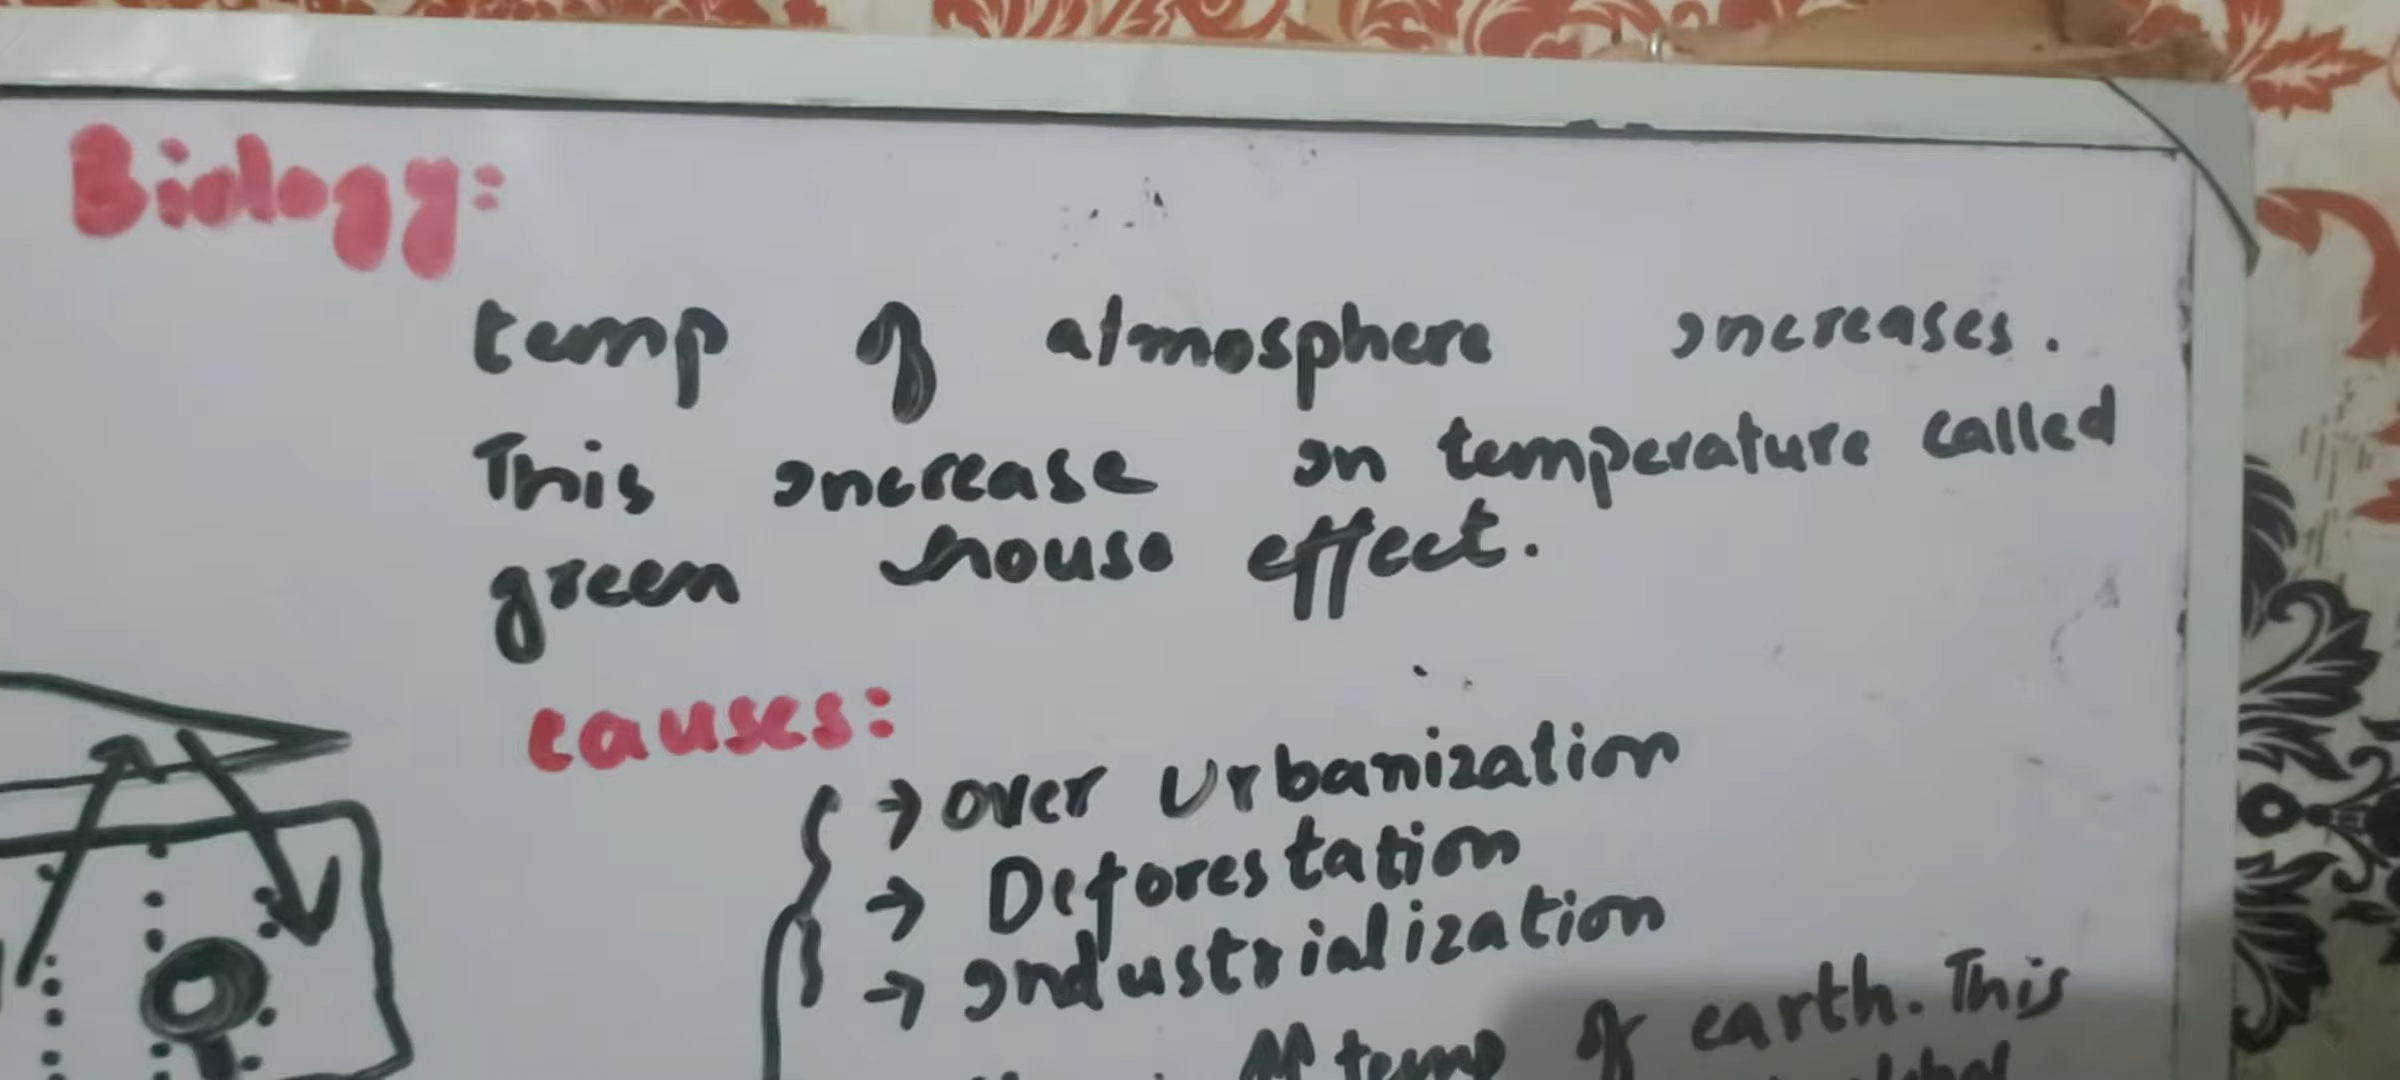 Biology:
temp of atmosphere increases.
This increase in temperature called
green house effect.
causes:
→ over Urbanization
→ Deforestation
→ industrialization
temp of earth. This